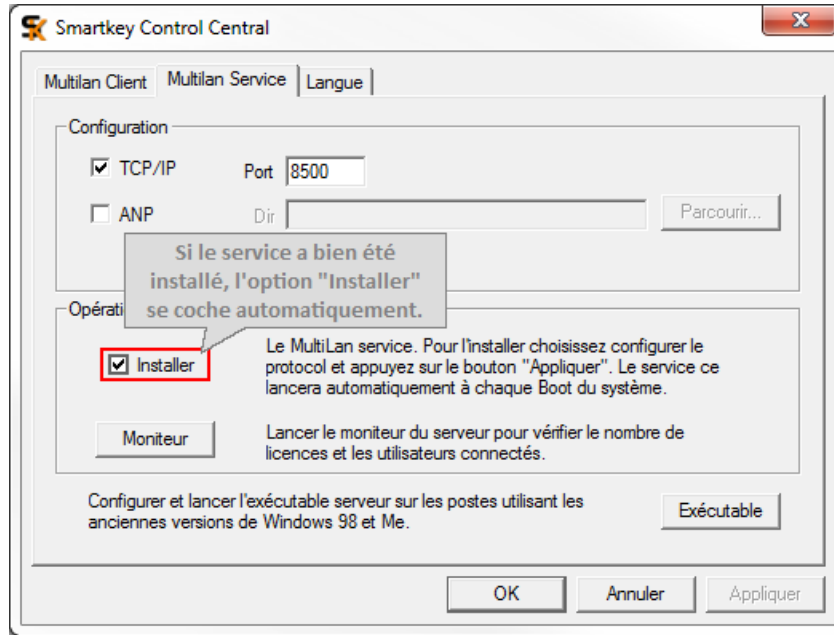 Smartkey Control Central
Multilan Client Multilan Service Langue
Configuration
TCP/IP Port 8500
ANP Dir Parcourir...
Si le service a bien été
installé, l'option "Installer"
se coche automatiquement.
Opérati
Installer
Le MultiLan service. Pour l'installer choisissez configurer le
protocol et appuyez sur le bouton "Appliquer". Le service ce
lancera automatiquement à chaque Boot du système.
Moniteur
Lancer le moniteur du serveur pour vérifier le nombre de
licences et les utilisateurs connectés.
Configurer et lancer l'exécutable serveur sur les postes utilisant les
anciennes versions de Windows 98 et Me.
Exécutable
OK Annuler Appliquer